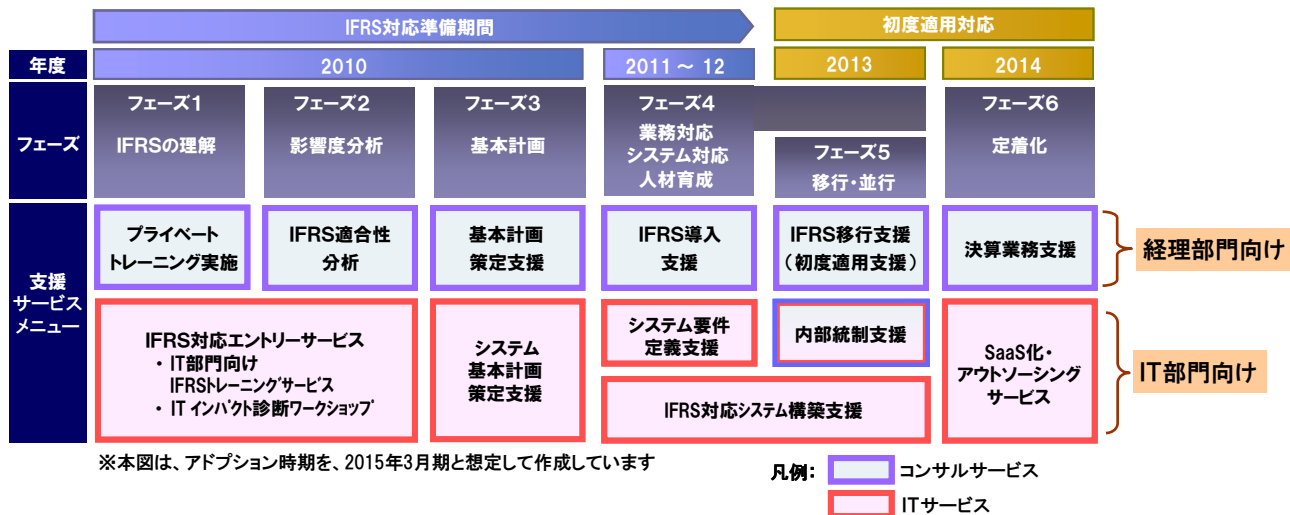 IFRS対応準備期間
初度適用対応
年度
2010
2011~12
2013
2014
フェーズ
フェーズ1
IFRSの理解
フェーズ2
影響度分析
フェーズ3
基本計画
フェーズ4
業務対応
システム対応
人材育成
フェーズ5
移行・並行
フェーズ6
定着化
支援
サービス
メニュー
プライベート
トレーニング実施
IFRS適合性
分析
基本計画
策定支援
IFRS導入
支援
IFRS移行支援
(初度適用支援)
決算業務支援
経理部門向け
IFRS対応エントリーサービス
・IT部門向け
IFRSトレーニングサービス
・ITインパクト診断ワークショップ
システム
基本計画
策定支援
システム要件
定義支援
内部統制支援
IFRS対応システム構築支援
SaaS化・
アウトソーシング
サービス
IT部門向け
※本図は、アドプション時期を、2015年3月期と想定して作成しています
凡例:
コンサルサービス
ITサービス